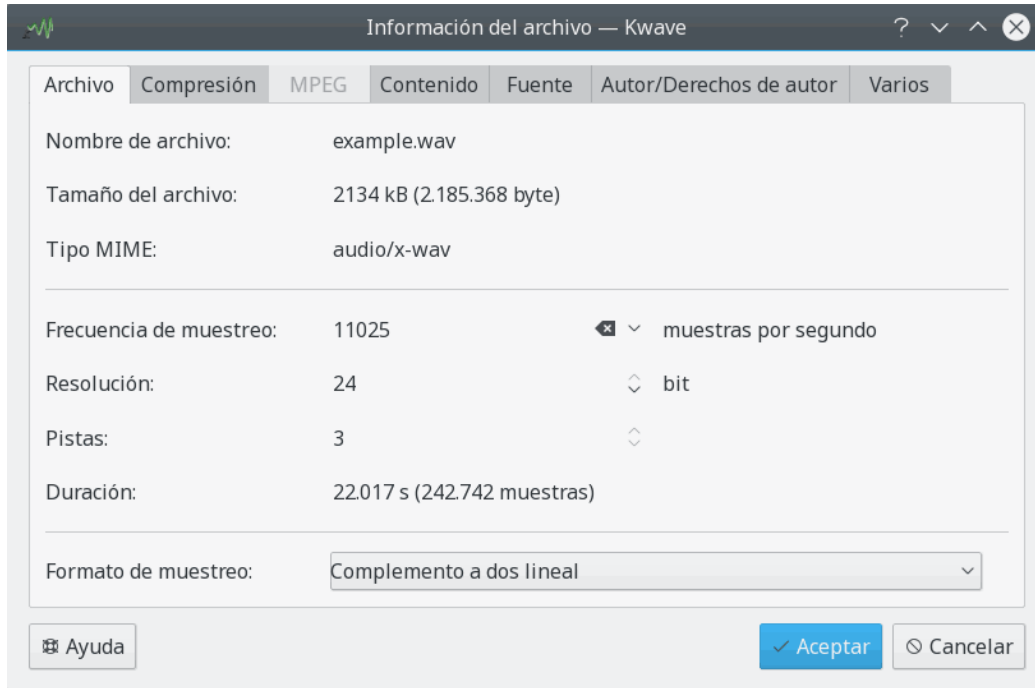 Información del archivo — Kwave
?
Archivo Compresión MPEG Contenido Fuente Autor/Derechos de autor Varios
Nombre de archivo: example.wav
Tamaño del archivo: 2134 kB (2.185.368 byte)
Tipo MIME: audio/x-wav
Frecuencia de muestreo: 11025 muestras por segundo
Resolución: 24 bit
Pistas: 3
Duración: 22.017 s (242.742 muestras)
Formato de muestreo: Complemento a dos lineal
Ayuda Aceptar Cancelar